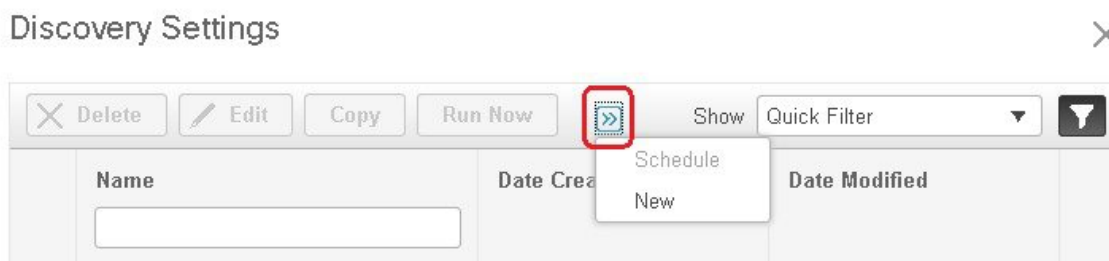 Discovery Settings
Delete Edit Copy Run Now Show Quick Filter
Schedule
Name Date Crea Date Modified
New